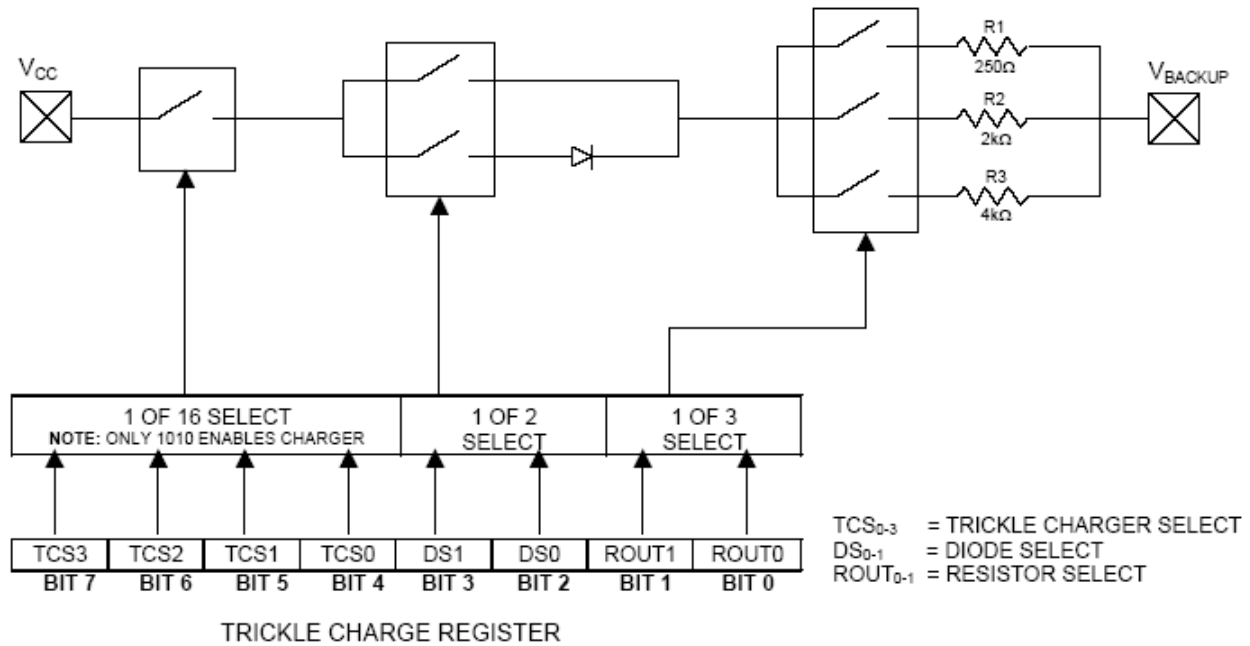 V_CC
R1
250Ω
V_BACKUP
R2
2kΩ
R3
4kΩ
1 OF 16 SELECT
NOTE: ONLY 1010 ENABLES CHARGER
1 OF 2
SELECT
1 OF 3
SELECT
TCS3 TCS2 TCS1 TCS0 DS1 DS0 ROUT1 ROUT0
BIT 7 BIT 6 BIT 5 BIT 4 BIT 3 BIT 2 BIT 1 BIT 0
TCS0-3 = TRICKLE CHARGER SELECT
DS0-1 = DIODE SELECT
ROUT0-1 = RESISTOR SELECT
TRICKLE CHARGE REGISTER